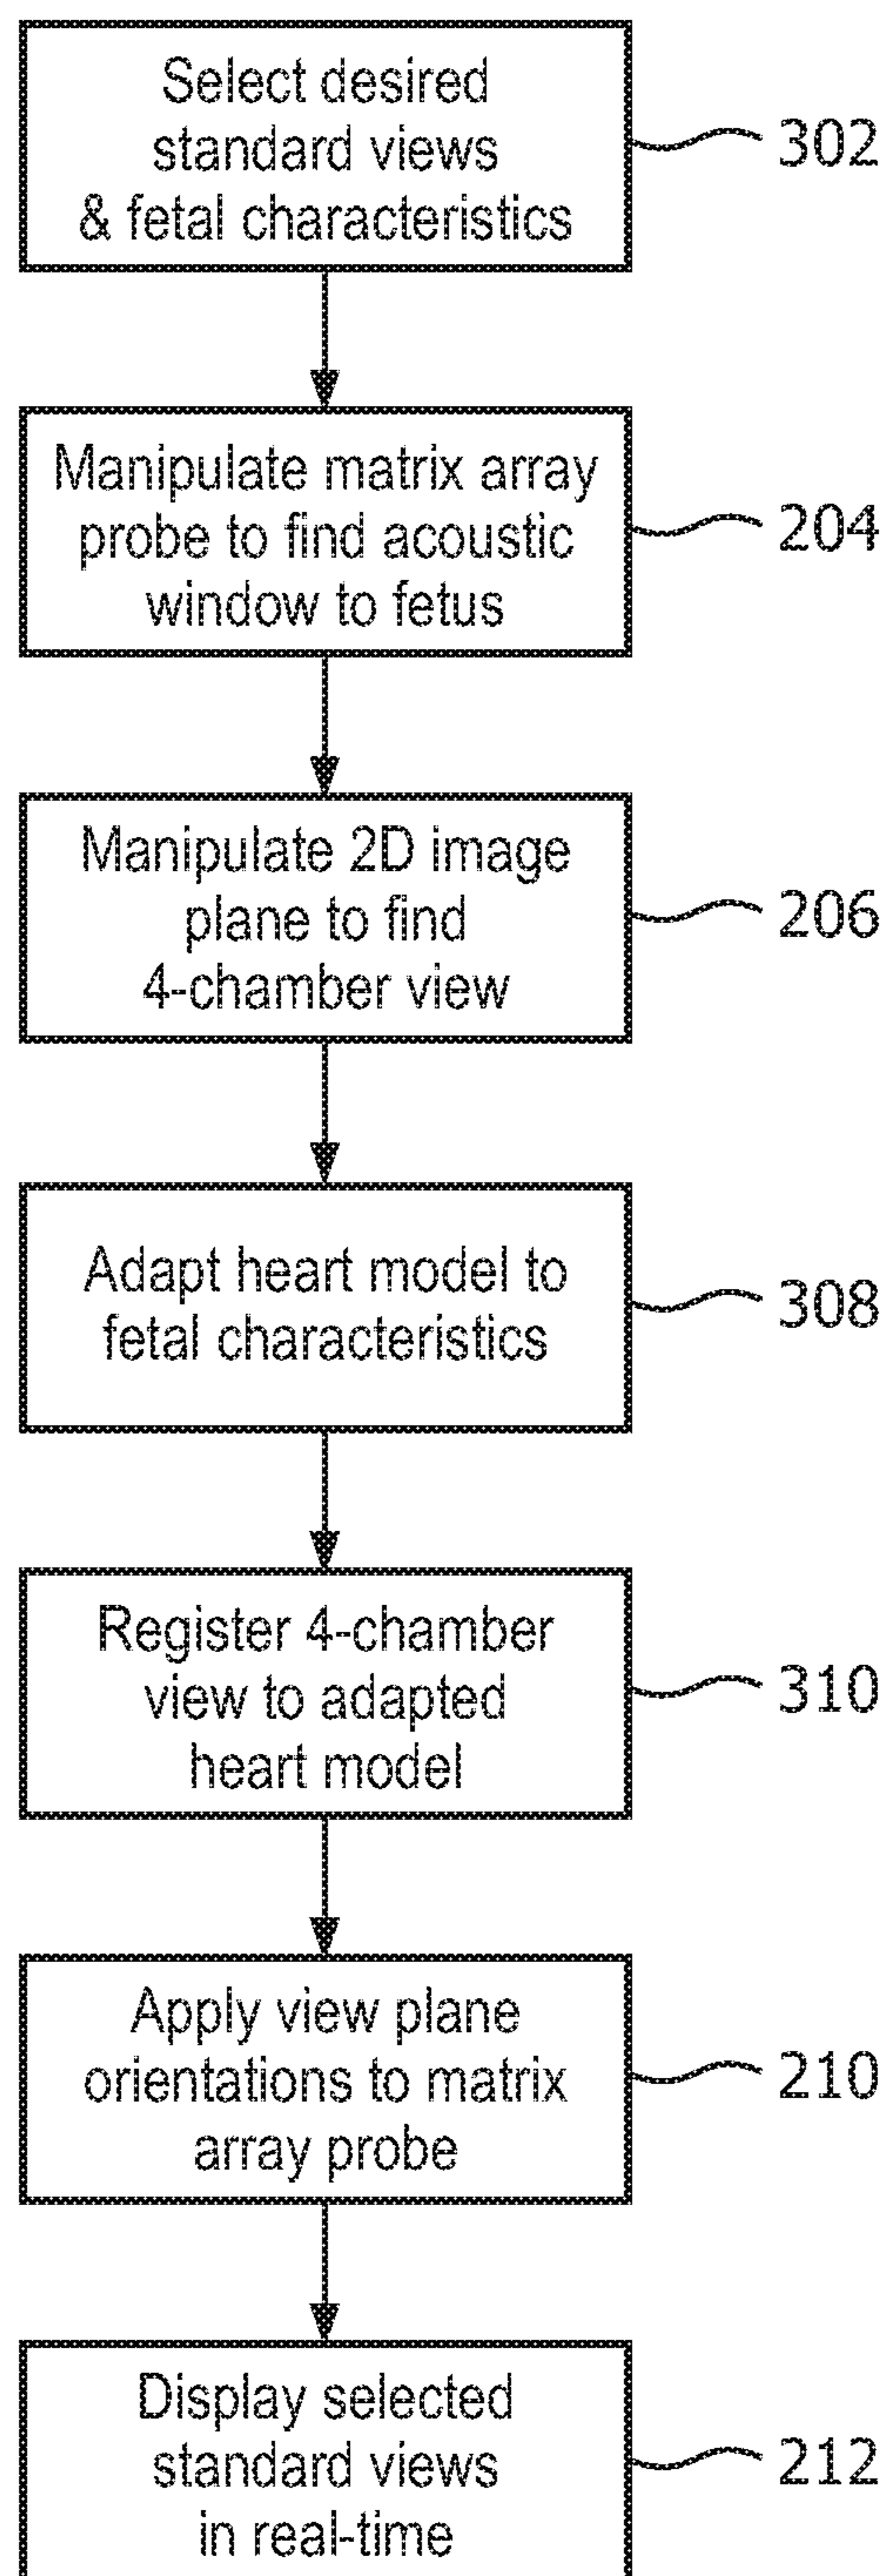 Select desired
standard views
& fetal characteristics
302
Manipulate matrix array
probe to find acoustic
window to fetus
204
Manipulate 2D image
plane to find
4-chamber view
206
Adapt heart model to
fetal characteristics
308
Register 4-chamber
view to adapted
heart model
310
Apply view plane
orientations to matrix
array probe
210
Display selected
standard views
in real-time
212